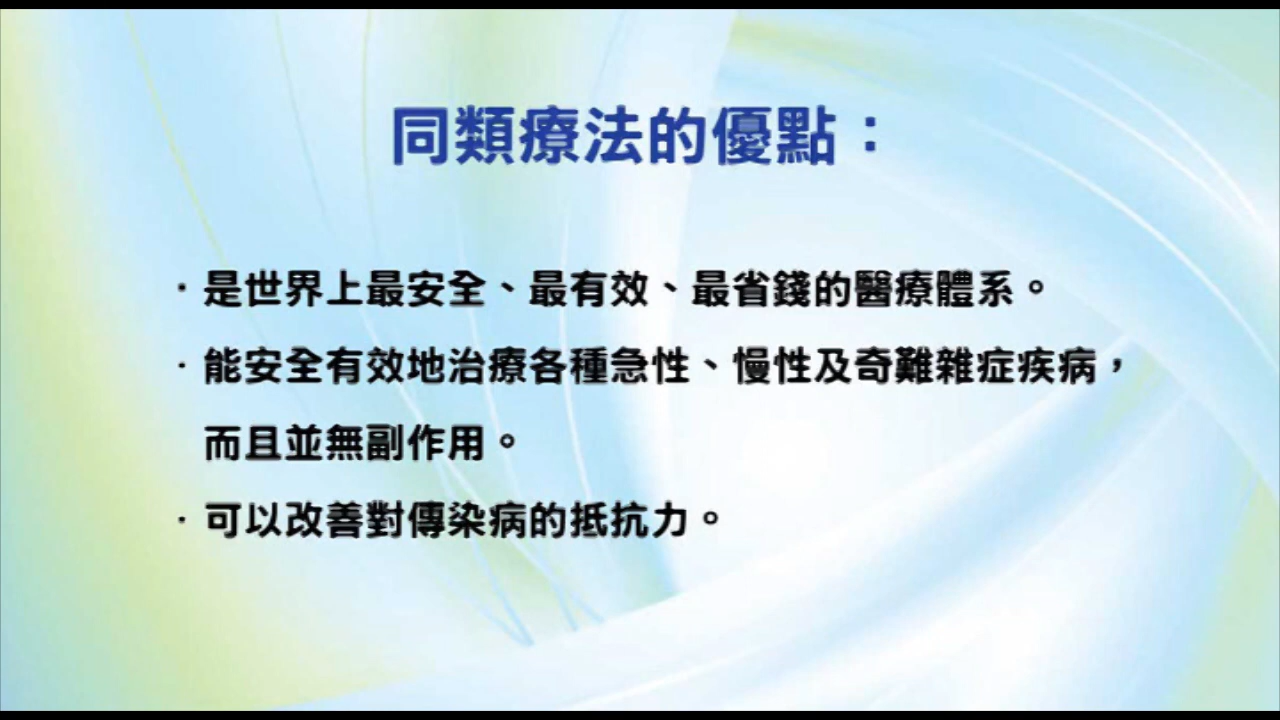 同類療法的優點：
· 是世界上最安全、最有效、最省錢的醫療體系。
· 能安全有效地治療各種急性、慢性及奇難雜症疾病，
而且並無副作用。
· 可以改善對傳染病的抵抗力。